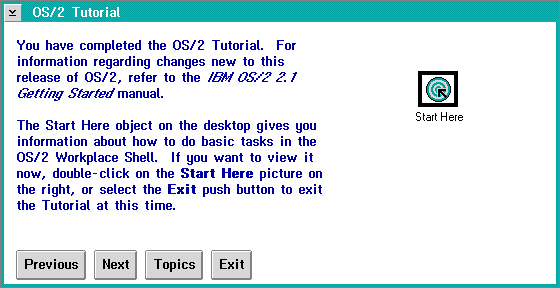 OS/2 Tutorial
You have completed the OS/2 Tutorial.  For
information regarding changes new to this
release of OS/2, refer to the IBM OS/2 2.1
Getting Started manual.
The Start Here object on the desktop gives you
information about how to do basic tasks in the
OS/2 Workplace Shell.  If you want to view it
now, double-click on the Start Here picture on
the right, or select the Exit push button to exit
the Tutorial at this time.
Start Here
Previous Next Topics Exit